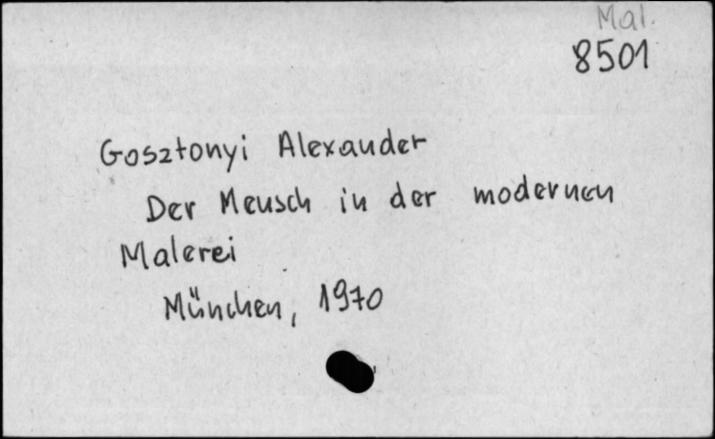 Mal.
8501
Gosztonyi Alexander
Der Mensch in der modernen
Malerei
München, 1970